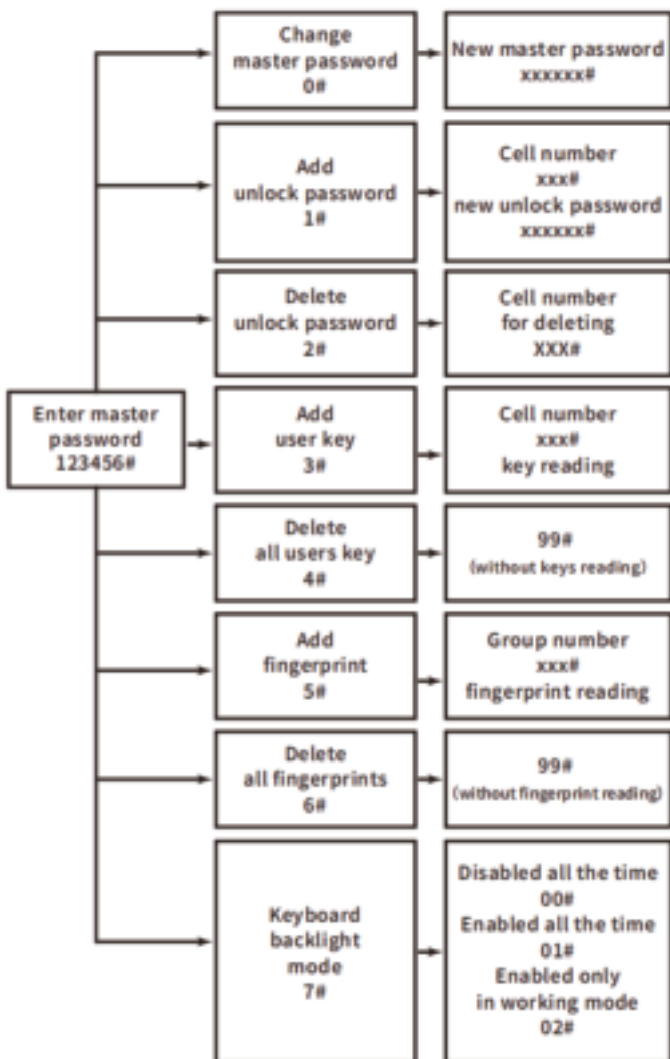 Change
master password
0#
New master password
xxxxxx#
Add
unlock password
1#
Cell number
xxx#
new unlock password
xxxxxx#
Delete
unlock password
2#
Cell number
for deleting
XXX#
Enter master
password
123456#
Add
user key
3#
Cell number
xxx#
key reading
Delete
all users key
4#
99#
(without keys reading)
Add
fingerprint
5#
Group number
xxx#
fingerprint reading
Delete
all fingerprints
6#
99#
(without fingerprint reading)
Keyboard
backlight
mode
7#
Disabled all the time
00#
Enabled all the time
01#
Enabled only
in working mode
02#